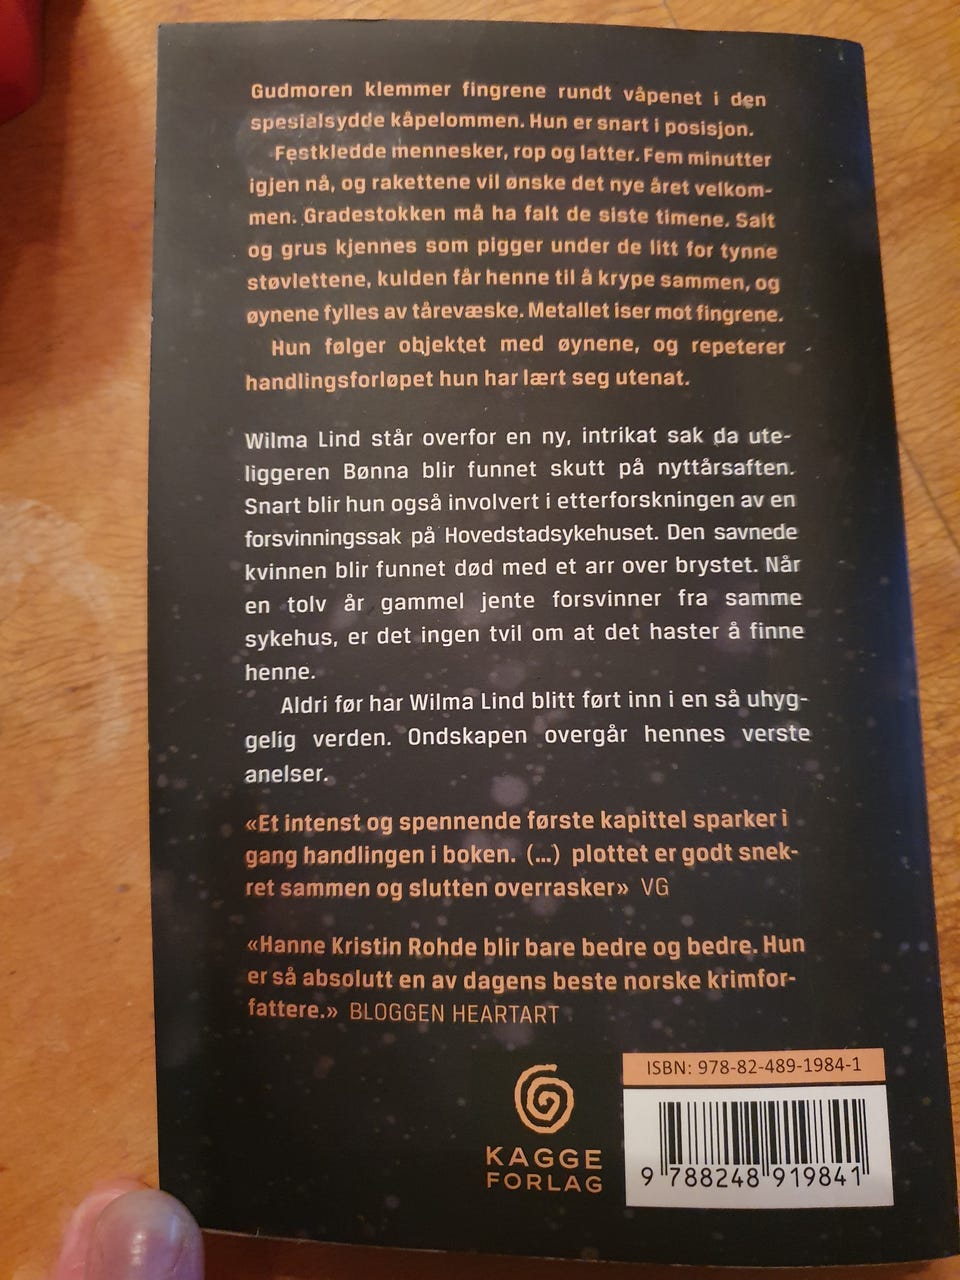 Gudmoren klemmer fingrene rundt våpenet i den
spesialsydde kåpelommen. Hun er snart i posisjon.
Festkledde mennesker, rop og latter. Fem minutter
igjen nå, og rakettene vil ønske det nye året velkom-
men. Gradestokken må ha falt de siste timene. Salt
og grus kjennes som pigger under de litt for tynne
støvlettene, kulden får henne til å krype sammen, og
øynene fylles av tårevæske. Metallet iser mot fingrene.
Hun følger objektet med øynene, og repeterer
handlingsforløpet hun har lært seg utenat.
Wilma Lind står overfor en ny, intrikat sak da ute-
liggeren Bønna blir funnet skutt på nyttårsaften.
Snart blir hun også involvert i etterforskningen av en
forsvinningssak på Hovedstadsykehuset. Den savnede
kvinnen blir funnet død med et arr over brystet. Når
en tolv år gammel jente forsvinner fra samme
sykehus, er det ingen tvil om at det haster å finne
henne.
Aldri før har Wilma Lind blitt ført inn i en så uhyg-
gelig verden. Ondskapen overgår hennes verste
anelser.
«Et intenst og spennende første kapittel sparker i
gang handlingen i boken. (...) plottet er godt snek-
ret sammen og slutten overrasker» VG
«Hanne Kristin Rohde blir bare bedre og bedre. Hun
er så absolutt en av dagens beste norske krimfor-
fattere.» BLOGGEN HEARTART
ISBN: 978-82-489-1984-1
KAGGE
FORLAG
9 788248 919841